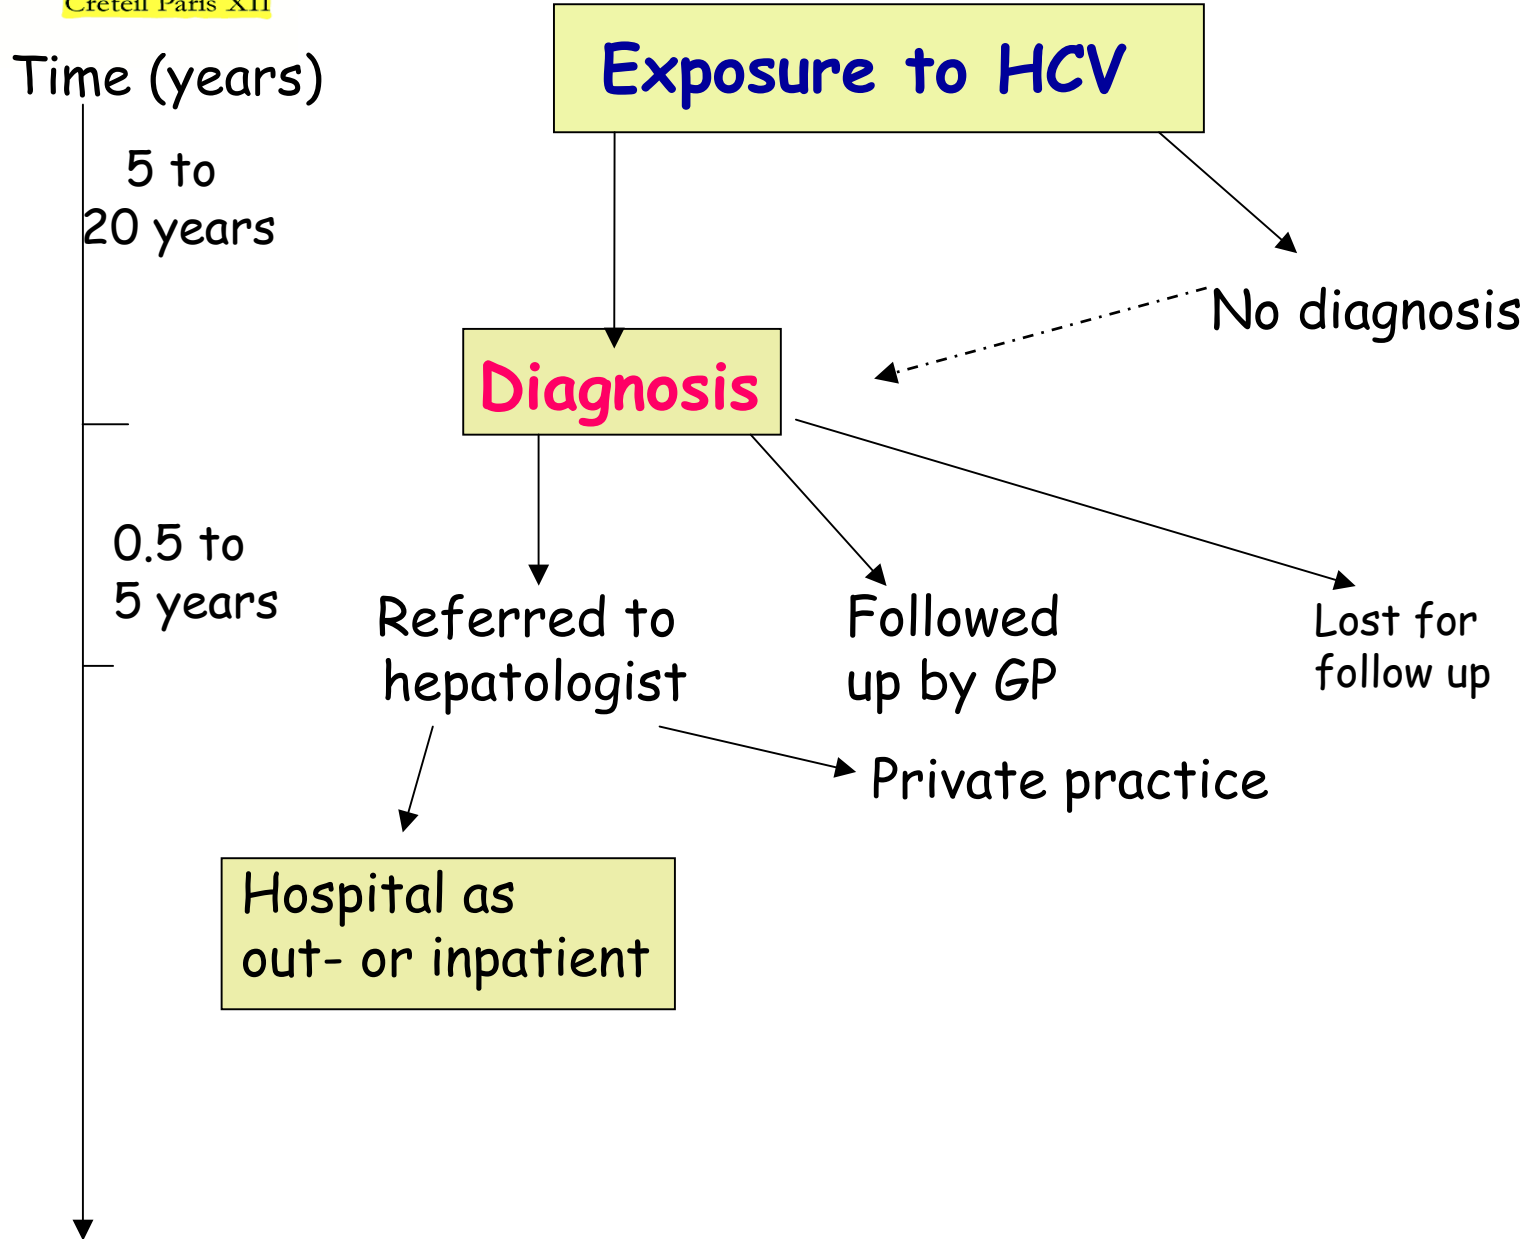 Créteil Paris XII
Time (years)
Exposure to HCV
5 to
20 years
No diagnosis
Diagnosis
0.5 to
5 years
Referred to
hepatologist
Followed
up by GP
Lost for
follow up
Private practice
Hospital as
out- or inpatient